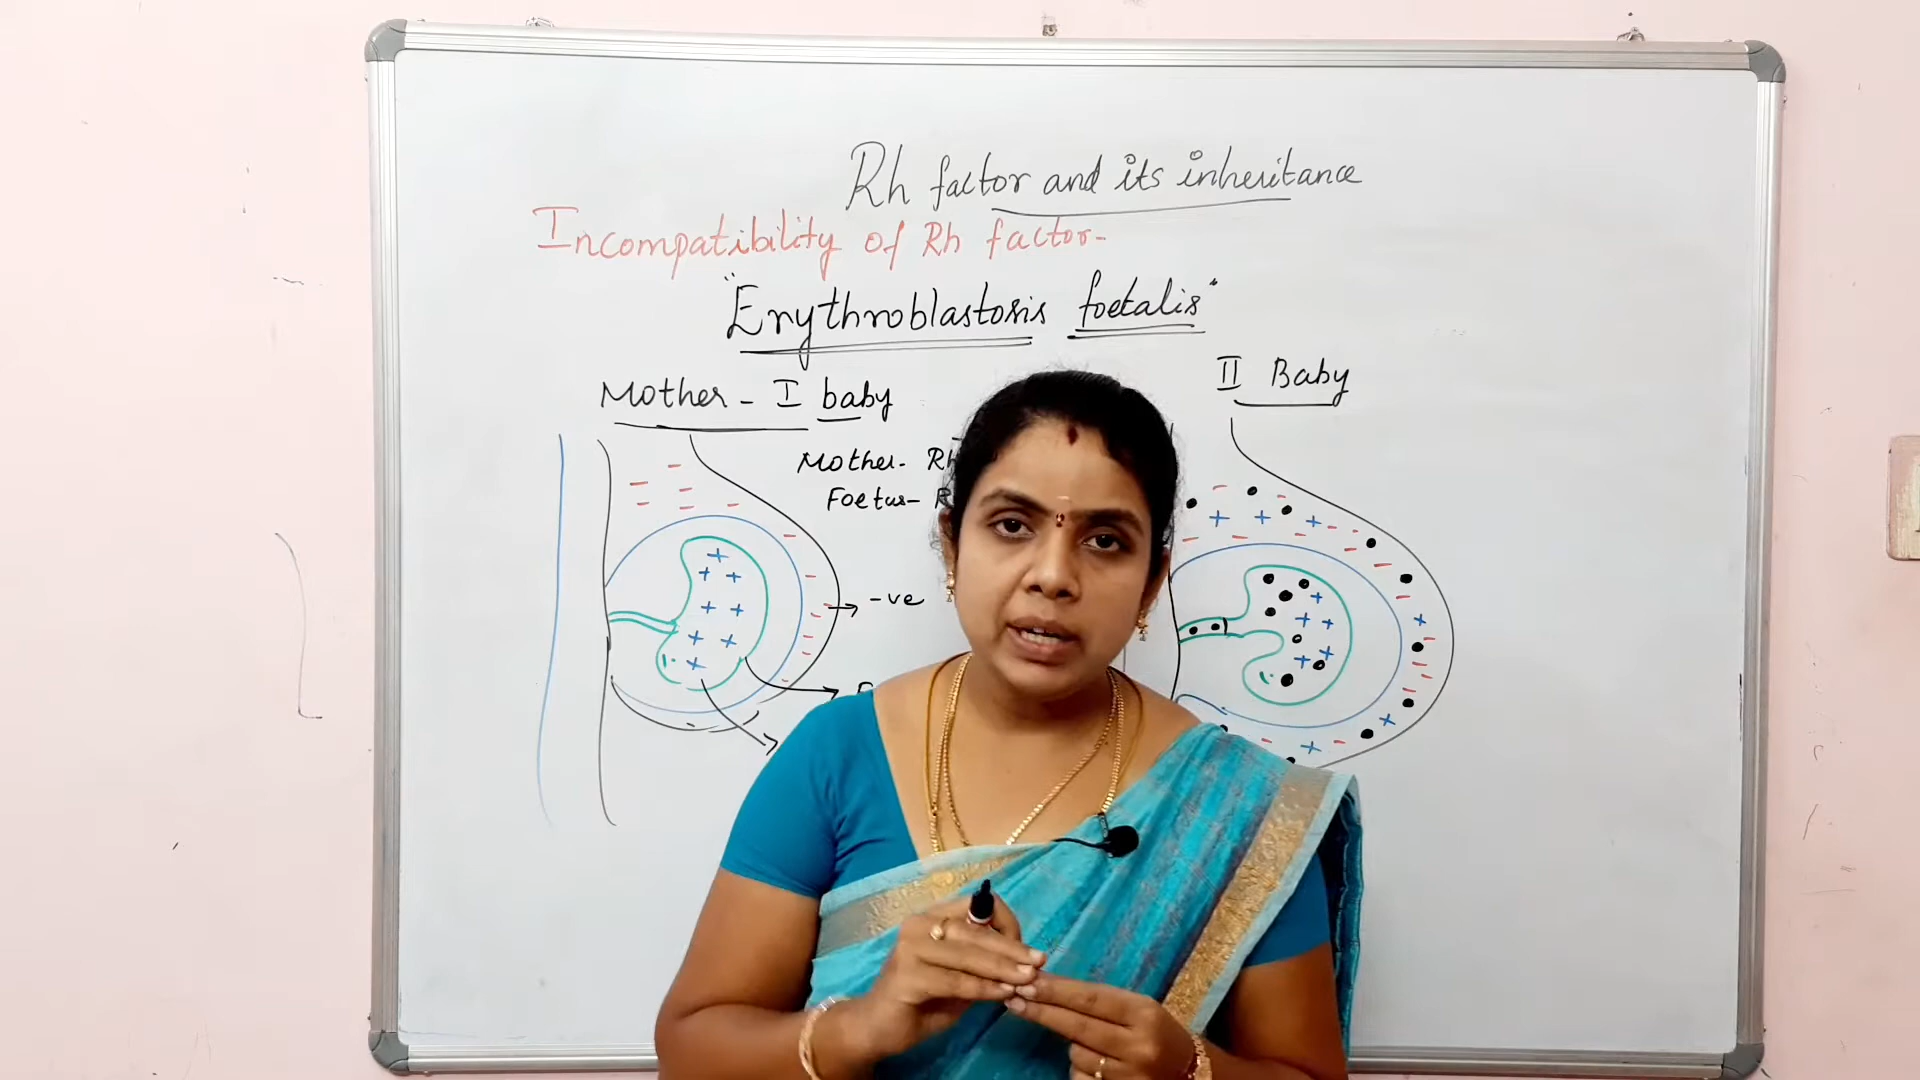 Rh factor and its inheritance
Incompatibility of Rh factor-
"Erythroblastosis foetalis"
Mother - I baby
II Baby
Mother- Rh
Foetus- R
-ve